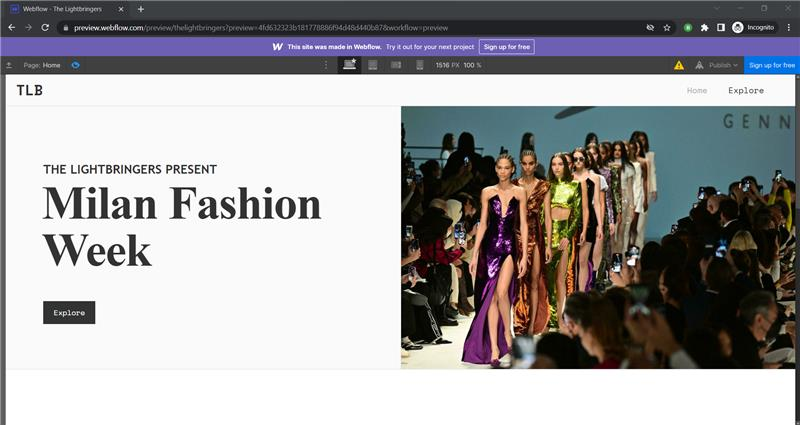 Webflow - The Lightbringers
preview.webflow.com/preview/thelightbringers?preview=4fd632323b181778886f94d48d440b87&workflow=preview
Incognito
This site was made in Webflow. Try it out for your next project Sign up for free
Page: Home
1516 PX 100 %
Publish
Sign up for free
TLB
Home Explore
THE LIGHTBRINGERS PRESENT
Milan Fashion
Week
Explore
GENN